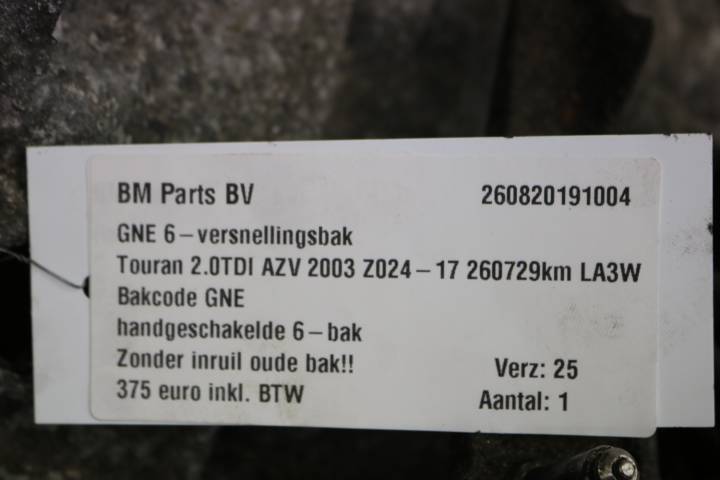 BM Parts BV 260820191004
GNE 6-versnellingsbak
Touran 2.0TDI AZV 2003 Z024-17 260729km LA3W
Bakcode GNE
handgeschakelde 6-bak
Zonder inruil oude bak!! Verz: 25
375 euro inkl. BTW Aantal: 1